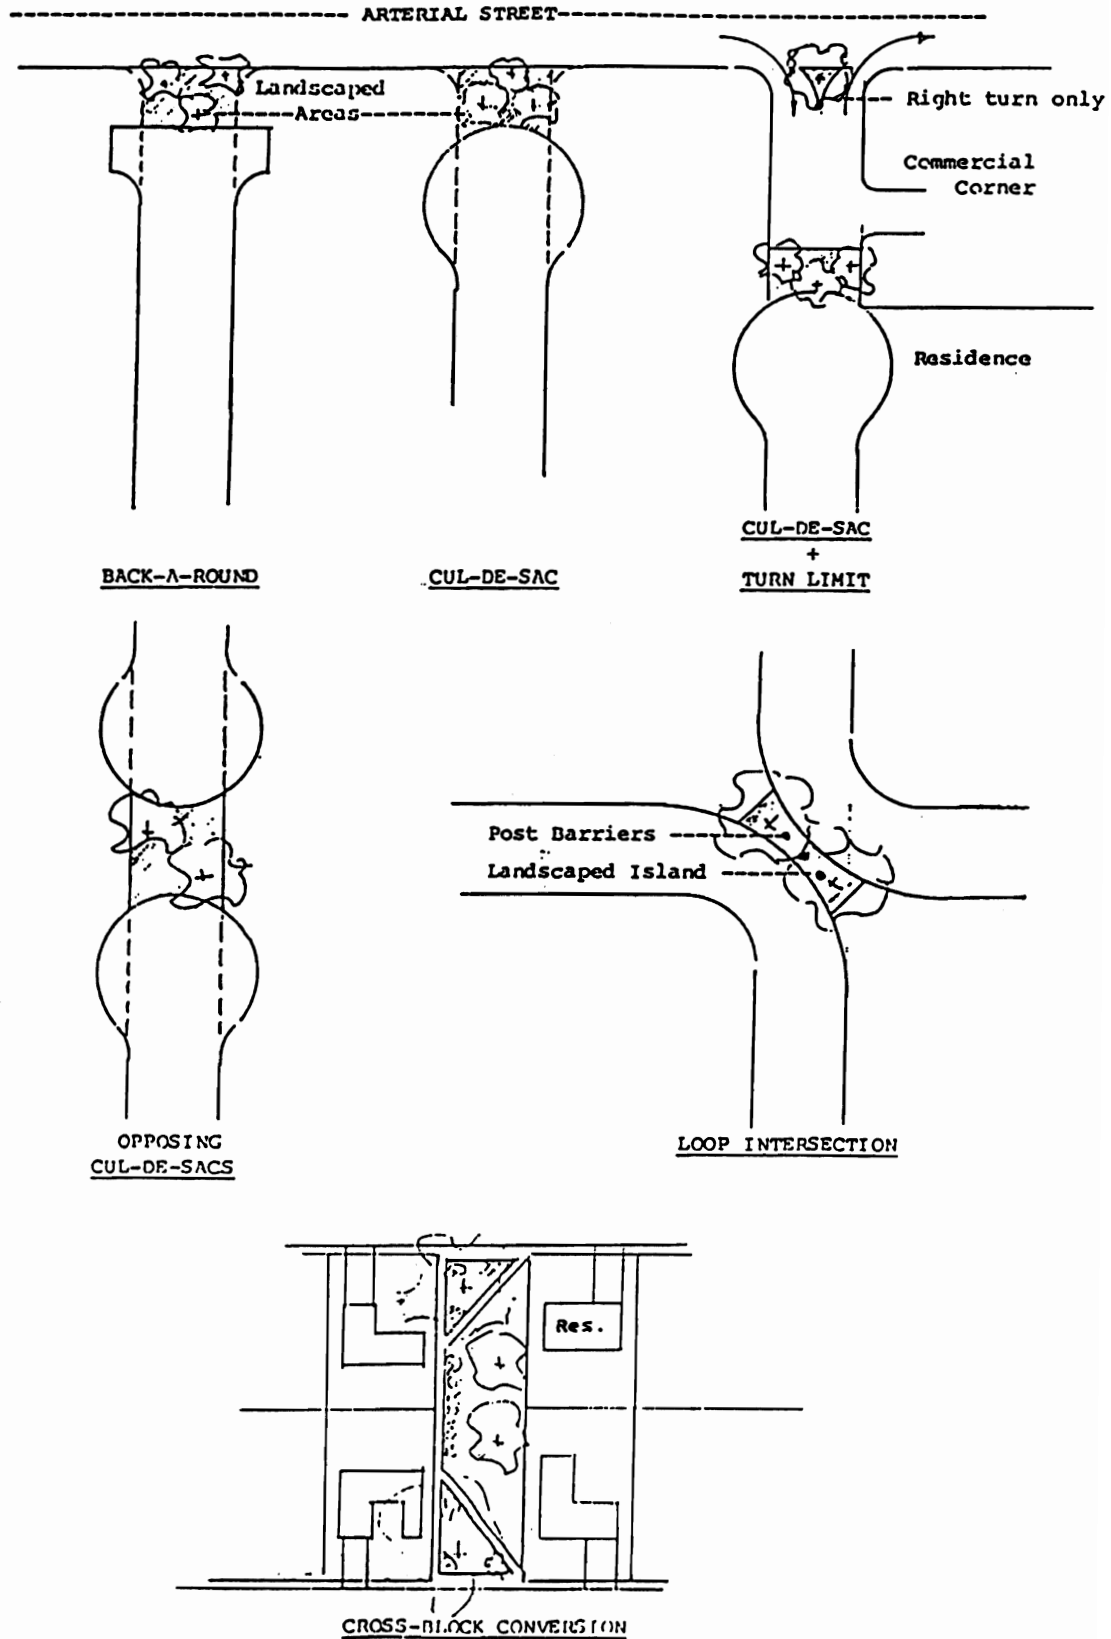 ARTERIAL STREET
Landscaped
Areas
Right turn only
Commercial
Corner
Residence
BACK-A-ROUND
CUL-DE-SAC
CUL-DE-SAC
+
TURN LIMIT
Post Barriers
Landscaped Island
OPPOSING
CUL-DE-SACS
LOOP INTERSECTION
Res.
CROSS-BLOCK CONVERSION